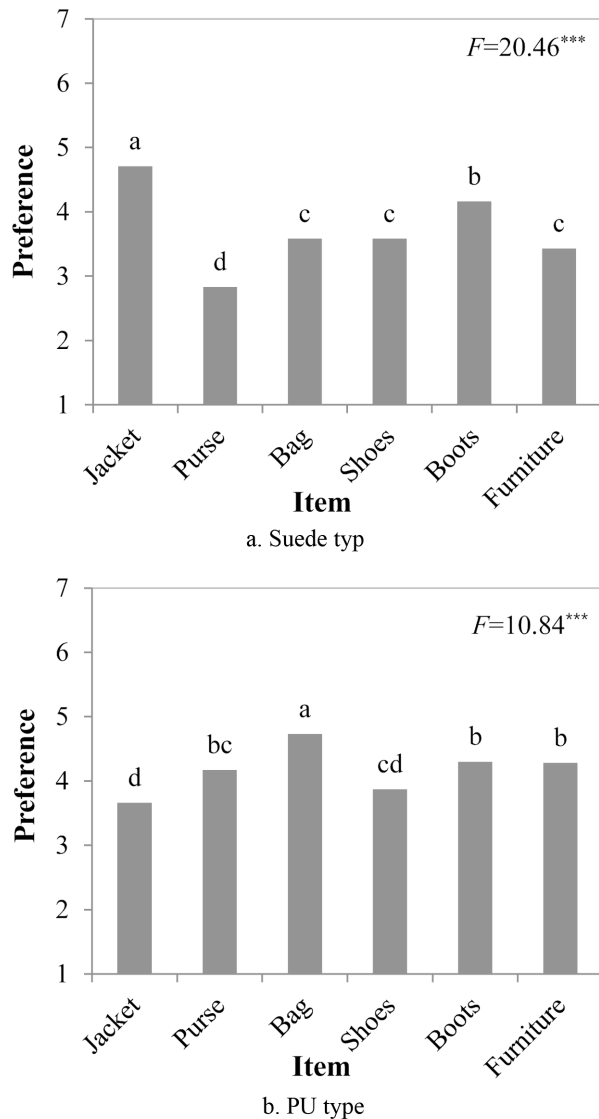 7
F=20.46***
6
a
5
b
c c
c
4
d
3
2
1
Preference
Jacket Purse Bag Shoes Boots Furniture
Item
a. Suede typ
7
F=10.84***
6
a
5
bc b b
d cd
4
3
2
1
Preference
Jacket Purse Bag Shoes Boots Furniture
Item
b. PU type